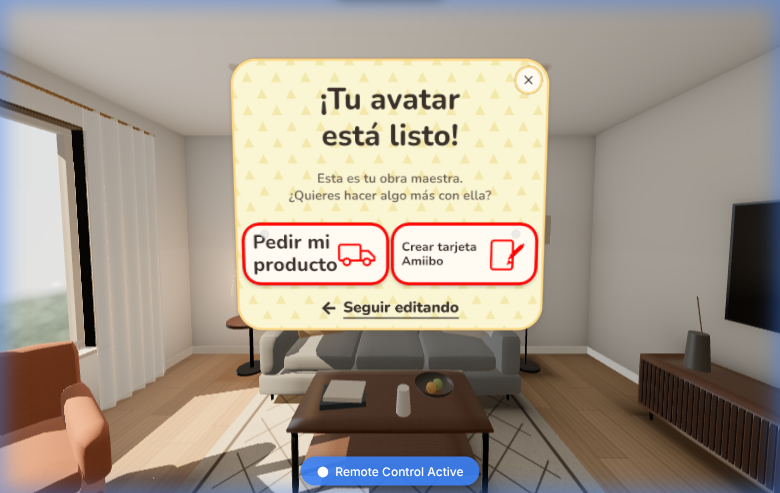 ¡Tu avatar
está listo!
Esta es tu obra maestra.
¿Quieres hacer algo más con ella?
Pedir mi
producto
Crear tarjeta
Amiibo
Seguir editando
Remote Control Active